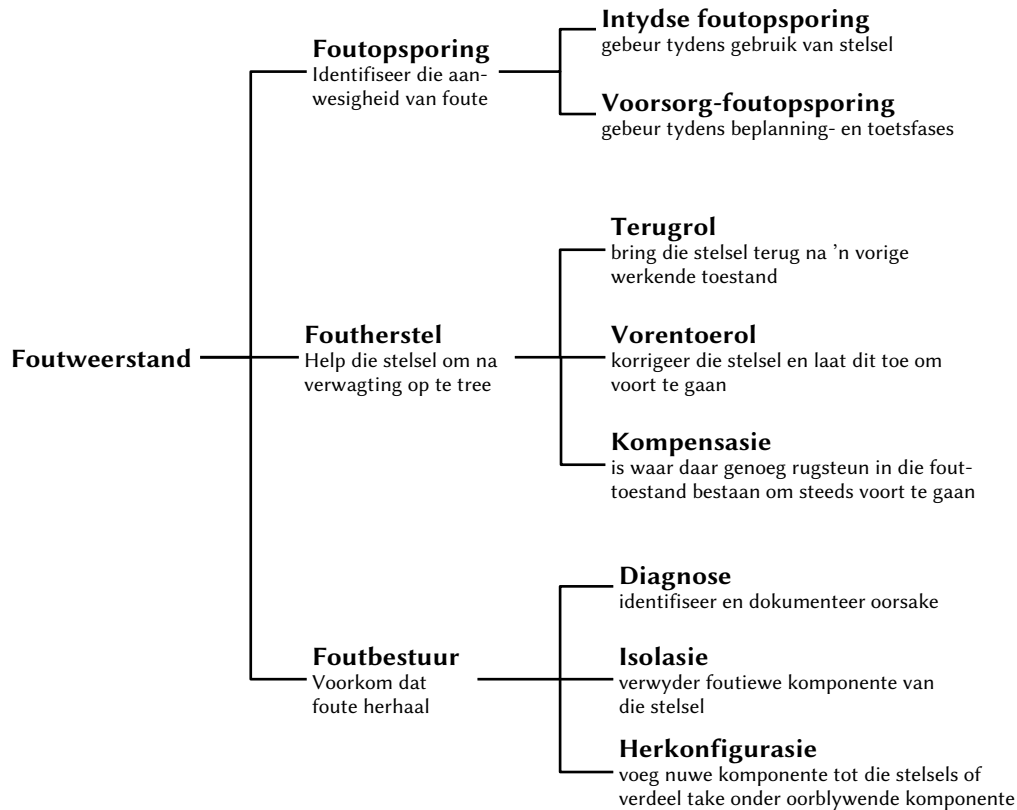 Foutweerstand
Foutopsporing
Identifiseer die aan-
wesigheid van foute
Intydse foutopsporing
gebeur tydens gebruik van stelsel
Voorsorg-foutopsporing
gebeur tydens beplanning- en toetsfases
Foutherstel
Help die stelsel om na
verwagting op te tree
Terugrol
bring die stelsel terug na ’n vorige
werkende toestand
Vorentoerol
korrigeer die stelsel en laat dit toe om
voort te gaan
Kompensasie
is waar daar genoeg rugsteun in die fout-
toestand bestaan om steeds voort te gaan
Foutbestuur
Voorkom dat
foute herhaal
Diagnose
identifiseer en dokumenteer oorsake
Isolasie
verwyder foutiewe komponente van
die stelsel
Herkonfigurasie
voeg nuwe komponente tot die stelsels of
verdeel take onder oorblywende komponente